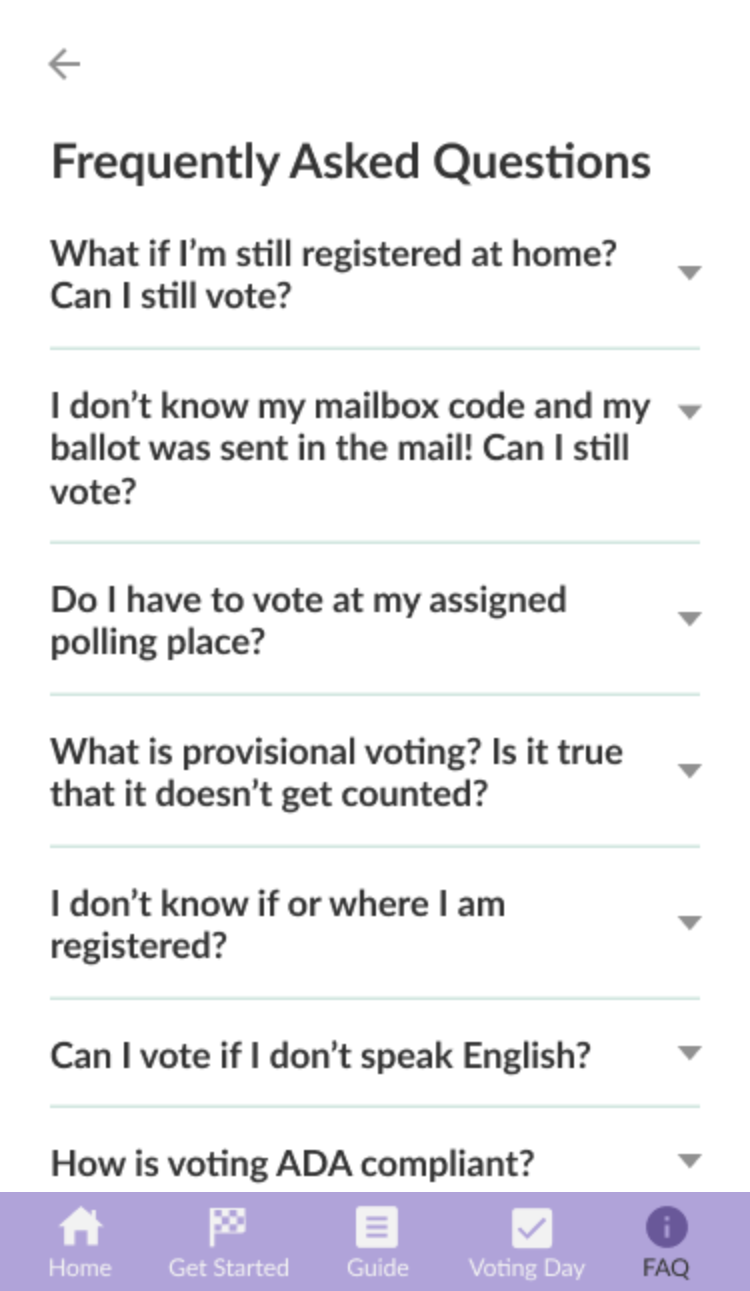 Frequently Asked Questions
What if I’m still registered at home?
Can I still vote?
I don’t know my mailbox code and my
ballot was sent in the mail! Can I still
vote?
Do I have to vote at my assigned
polling place?
What is provisional voting? Is it true
that it doesn’t get counted?
I don’t know if or where I am
registered?
Can I vote if I don’t speak English?
How is voting ADA compliant?
Home Get Started Guide Voting Day FAQ